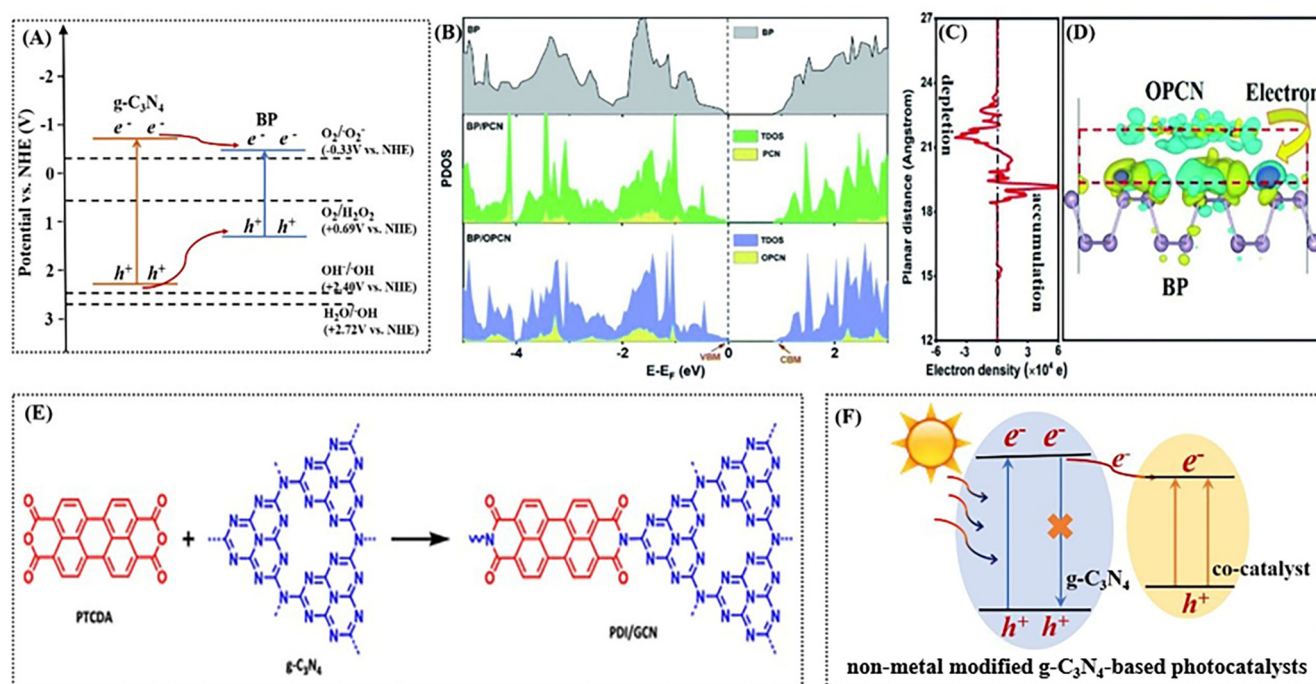 (A)
Potential vs. NHE (V)
-2
-1
0
1
2
3
g-C₃N₄
e⁻ e⁻
BP
e⁻ e⁻
O₂/·O₂⁻
(-0.33V vs. NHE)
O₂/H₂O₂
(+0.69V vs. NHE)
h⁺ h⁺
h⁺ h⁺
OH⁻/·OH
(+2.40V vs. NHE)
H₂O/·OH
(+2.72V vs. NHE)
(B)
PDOS
BP
BP
BP/PCN
TDOS
PCN
BP/OPCN
TDOS
OPCN
VBM
CBM
-4
-2
0
2
E-E_F (eV)
(C)
Planar distance (Angstrom)
27
24
21
18
15
12
depletion
accumulation
-6
0
6
Electron density (×10⁴ e)
(D)
OPCN
Electron
BP
(E)
O O O
O O O
PTCDA
+
N
g-C₃N₄
O O
N N
O O
PDI/GCN
(F)
e⁻ e⁻
e⁻
e⁻
g-C₃N₄
co-catalyst
h⁺ h⁺
h⁺
non-metal modified g-C₃N₄-based photocatalysts